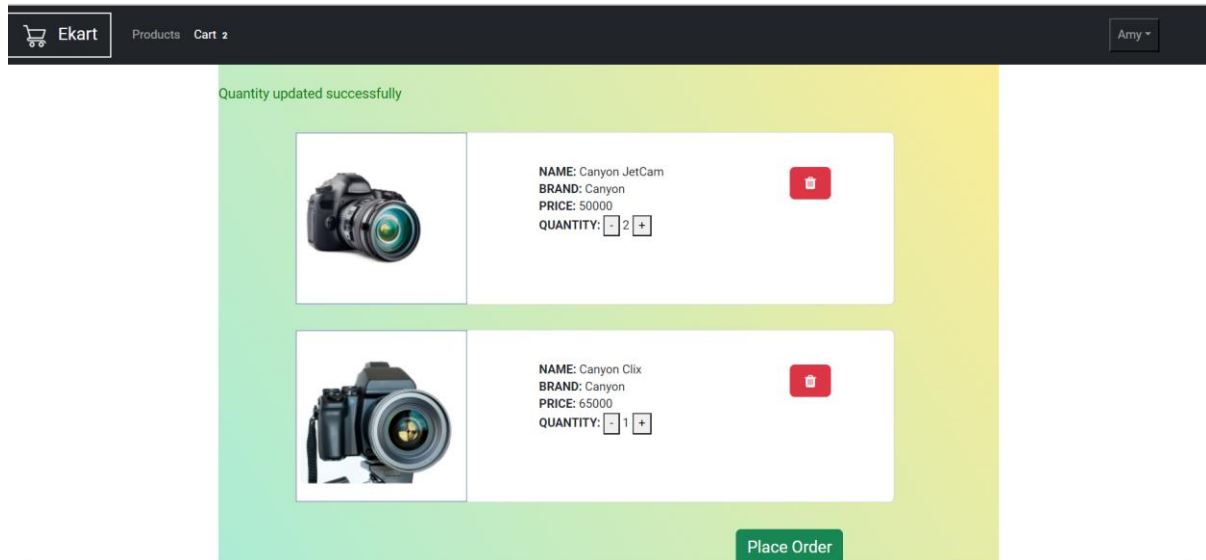 Ekart
Products Cart 2
Amy
Quantity updated successfully
NAME: Canyon JetCam
BRAND: Canyon
PRICE: 50000
QUANTITY: - 2 +
NAME: Canyon Clix
BRAND: Canyon
PRICE: 65000
QUANTITY: - 1 +
Place Order